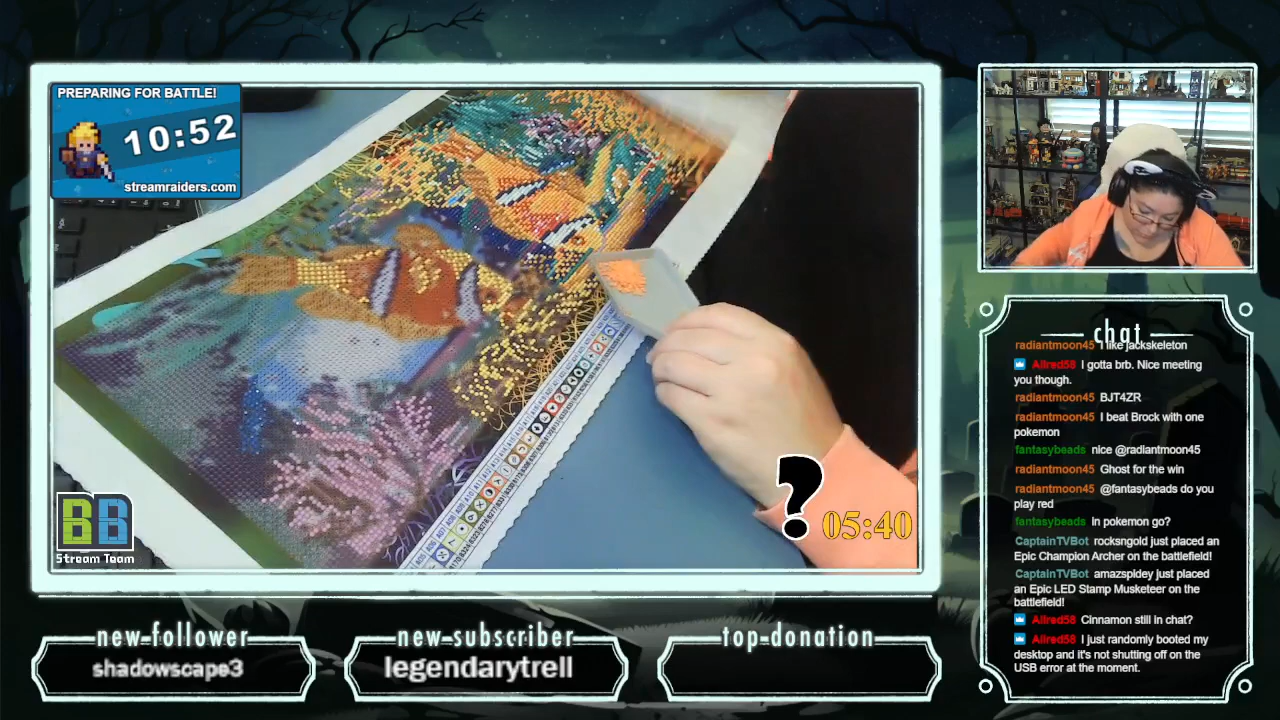 PREPARING FOR BATTLE!
10:52
streamraiders.com
BB
Stream Team
?
05:40
chat
radiantmoon45 I like jackskeleton
Allred58 I gotta brb. Nice meeting
you though.
radiantmoon45 BJT4ZR
radiantmoon45 I beat Brock with one
pokemon
fantasybeads nice @radiantmoon45
radiantmoon45 Ghost for the win
radiantmoon45 @fantasybeads do you
play red
fantasybeads in pokemon go?
CaptainTVBot rocksngold just placed an
Epic Champion Archer on the battlefield!
CaptainTVBot amazspidey just placed
an Epic LED Stamp Musketeer on the
battlefield!
Allred58 Cinnamon still in chat?
Allred58 I just randomly booted my
desktop and it's not shutting off on the
USB error at the moment.
new follower
shadowscape3
new subscriber
legendarytrell
top donation